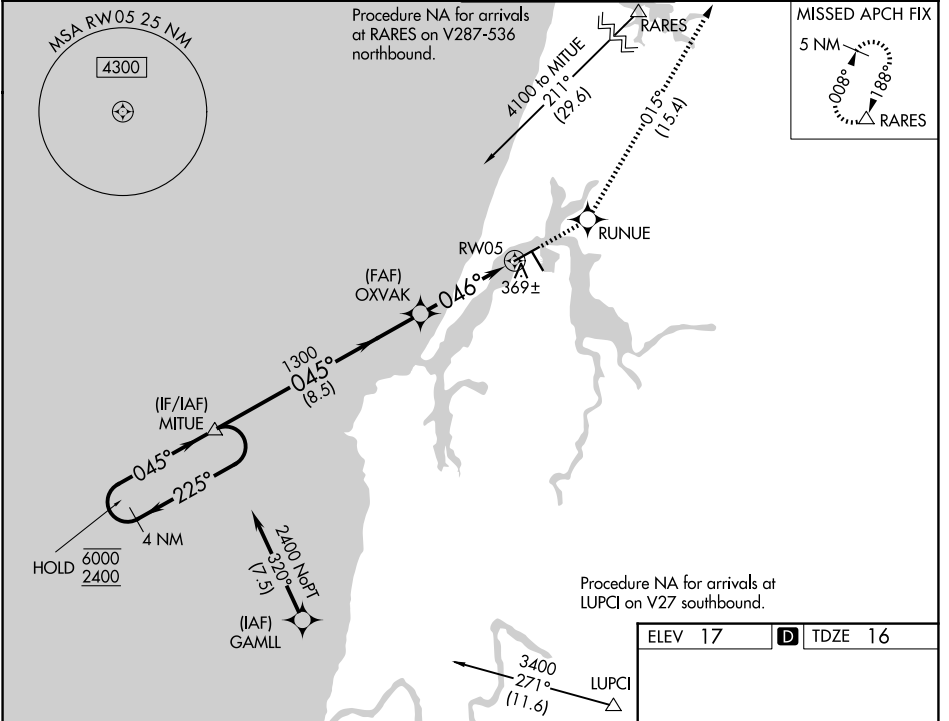 MSA RW05 25 NM
4300
Procedure NA for arrivals
at RARES on V287-536
northbound.
RARES
4100 to MITUE
211°
(29.6)
015°
(15.4)
MISSED APCH FIX
5 NM
008°
188°
RARES
RUNUE
RW05
369±
(FAF)
OXVAK
046°
1300
045°
(8.5)
(IF/IAF)
MITUE
045°
225°
4 NM
HOLD
6000
2400
2400 NoPT
320°
(7.5)
(IAF)
GAMLL
Procedure NA for arrivals at
LUPCI on V27 southbound.
3400
271°
(11.6)
LUPCI
ELEV 17 D TDZE 16